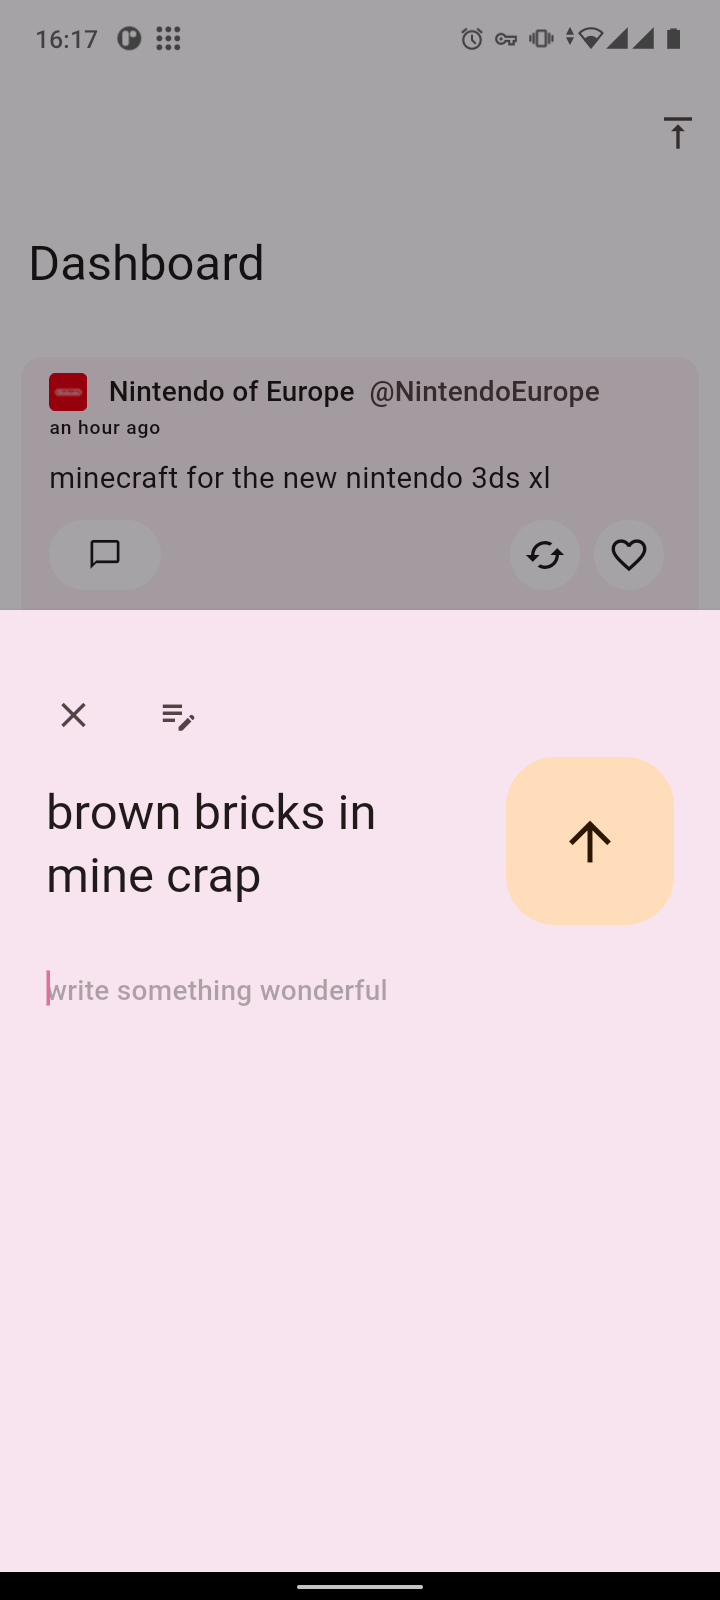 16:17
Dashboard
Nintendo of Europe @NintendoEurope
an hour ago
minecraft for the new nintendo 3ds xl
brown bricks in
mine crap
write something wonderful